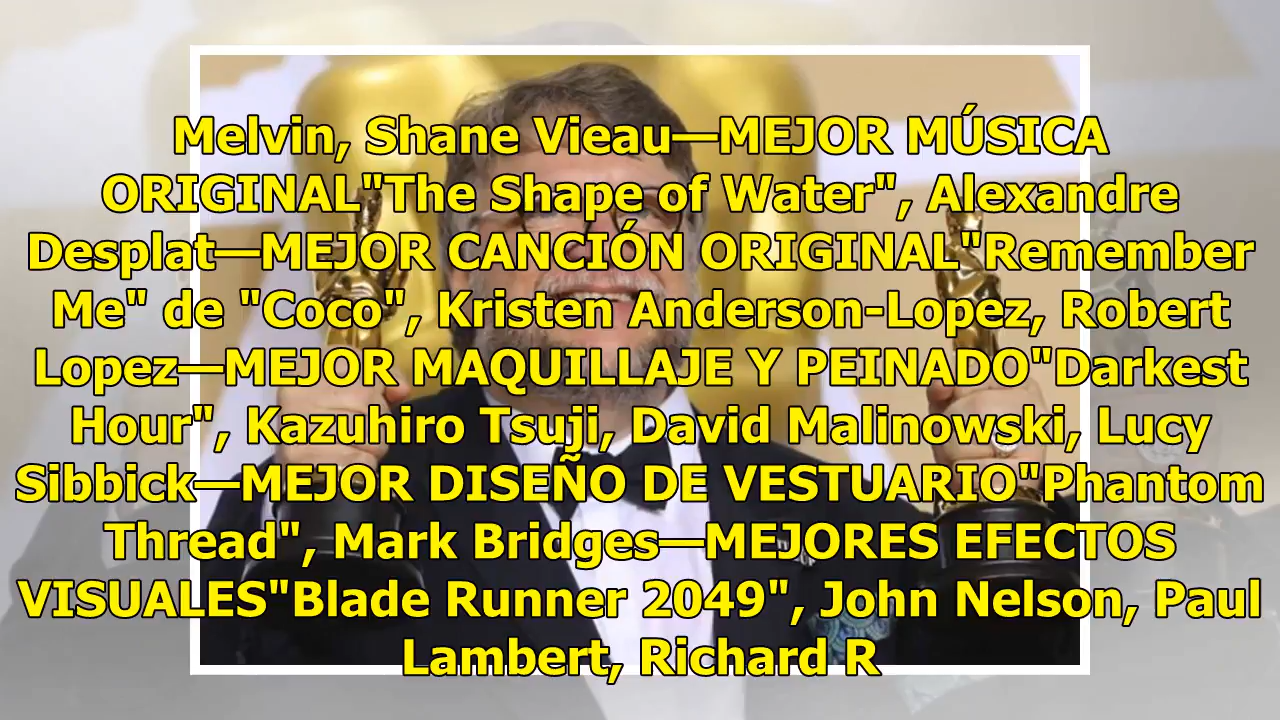 Melvin, Shane Vieau—MEJOR MÚSICA
ORIGINAL"The Shape of Water", Alexandre
Desplat—MEJOR CANCIÓN ORIGINAL"Remember
Me" de "Coco", Kristen Anderson-Lopez, Robert
Lopez—MEJOR MAQUILLAJE Y PEINADO"Darkest
Hour", Kazuhiro Tsuji, David Malinowski, Lucy
Sibbick—MEJOR DISEÑO DE VESTUARIO"Phantom
Thread", Mark Bridges—MEJORES EFECTOS
VISUALES"Blade Runner 2049", John Nelson, Paul
Lambert, Richard R